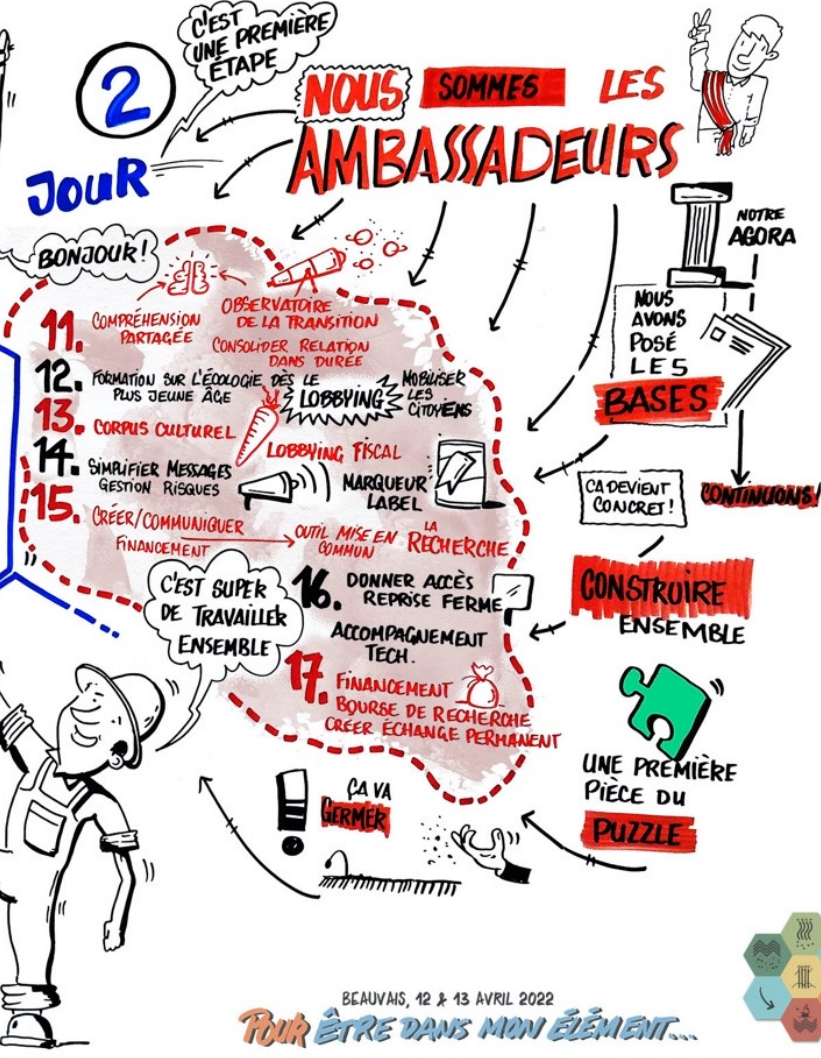 C'EST
UNE PREMIÈRE
ÉTAPE
2
JOUR
NOUS SOMMES LES
AMBASSADEURS
BONJOUR!
NOTRE
AGORA
NOUS
AVONS
POSÉ
LES
BASES
CONTINUONS!
11. COMPRÉHENSION
PARTAGÉE
OBSERVATOIRE
DE LA TRANSITION
CONSOLIDER RELATION
DANS DURÉE
12. FORMATION SUR L'ÉCOLOGIE DÈS LE
PLUS JEUNE ÂGE
LOBBYING
MOBILISER
LES
CITOYENS
13. CORPUS CULTUREL
LOBBYING FISCAL
14. SIMPLIFIER MESSAGES
GESTION RISQUES
MARQUEUR
LABEL
15. CRÉER/COMMUNIQUER
FINANCEMENT
OUTIL MISE EN
COMMUN
LA
RECHERCHE
16. DONNER ACCÈS
REPRISE FERME
ACCOMPAGNEMENT
TECH.
17. FINANCEMENT
BOURSE DE RECHERCHE
CRÉER ÉCHANGE PERMANENT
C'EST SUPER
DE TRAVAILLER
ENSEMBLE
CA DEVIENT
CONCRET!
CONSTRUIRE
ENSEMBLE
UNE PREMIÈRE
PIÈCE DU
PUZZLE
ÇA VA
GERMER
BEAUVAIS, 12 & 13 AVRIL 2022
POUR ÊTRE DANS MON ÉLÉMENT...